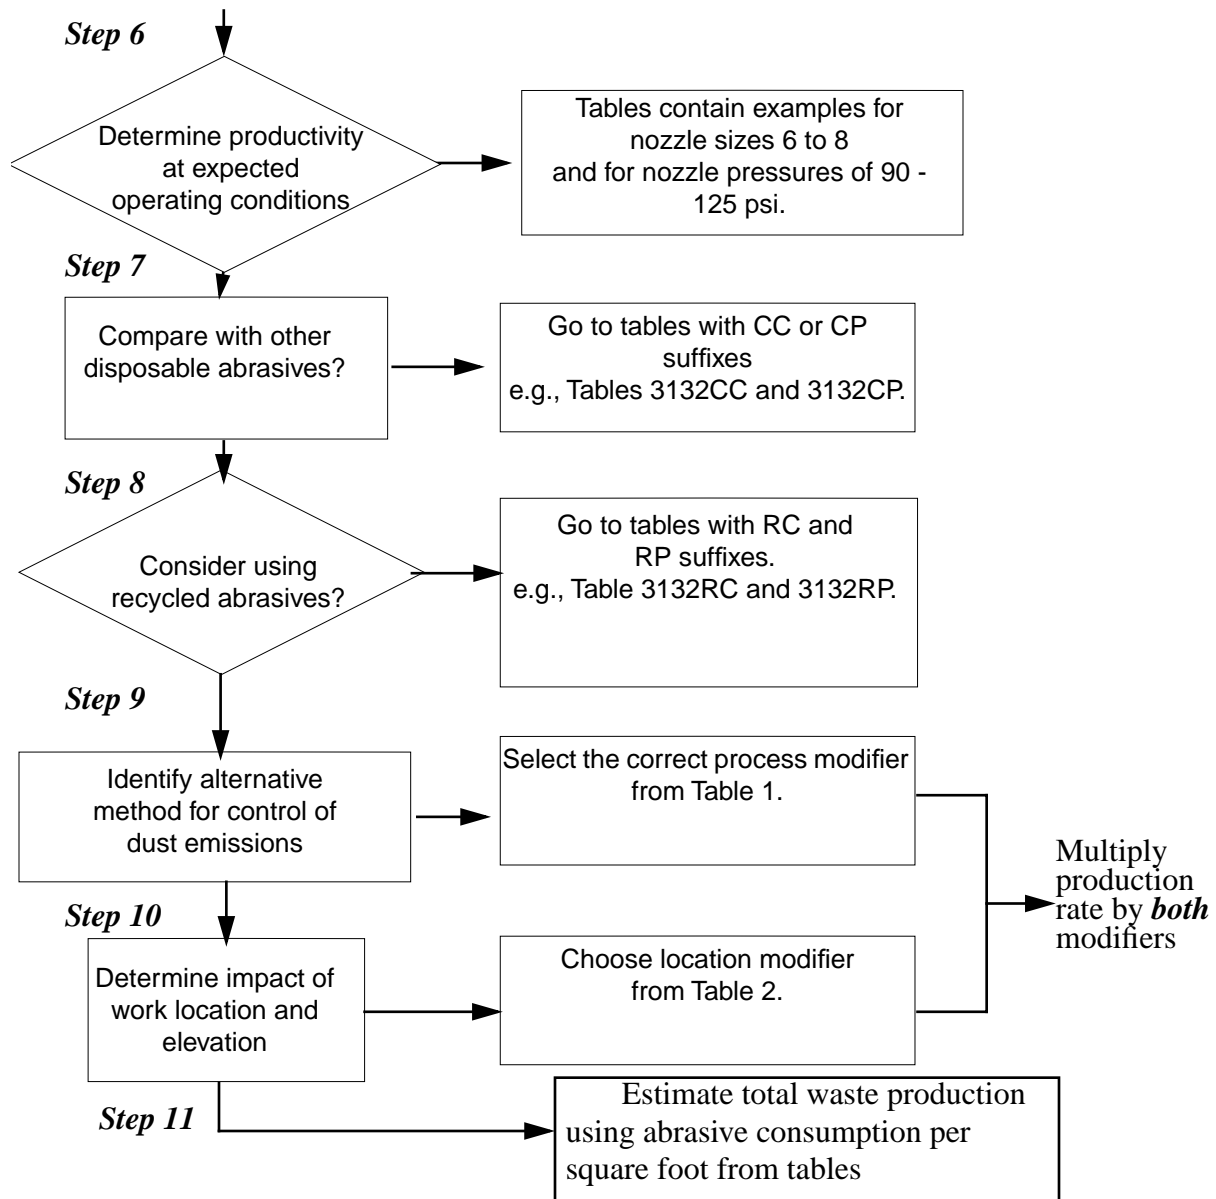 Step 6
Determine productivity
at expected
operating conditions
Tables contain examples for
nozzle sizes 6 to 8
and for nozzle pressures of 90 -
125 psi.
Step 7
Compare with other
disposable abrasives?
Go to tables with CC or CP
suffixes
e.g., Tables 3132CC and 3132CP.
Step 8
Consider using
recycled abrasives?
Go to tables with RC and
RP suffixes.
e.g., Table 3132RC and 3132RP.
Step 9
Identify alternative
method for control of
dust emissions
Select the correct process modifier
from Table 1.
Multiply
production
rate by both
modifiers
Step 10
Determine impact of
work location and
elevation
Choose location modifier
from Table 2.
Step 11
Estimate total waste production
using abrasive consumption per
square foot from tables